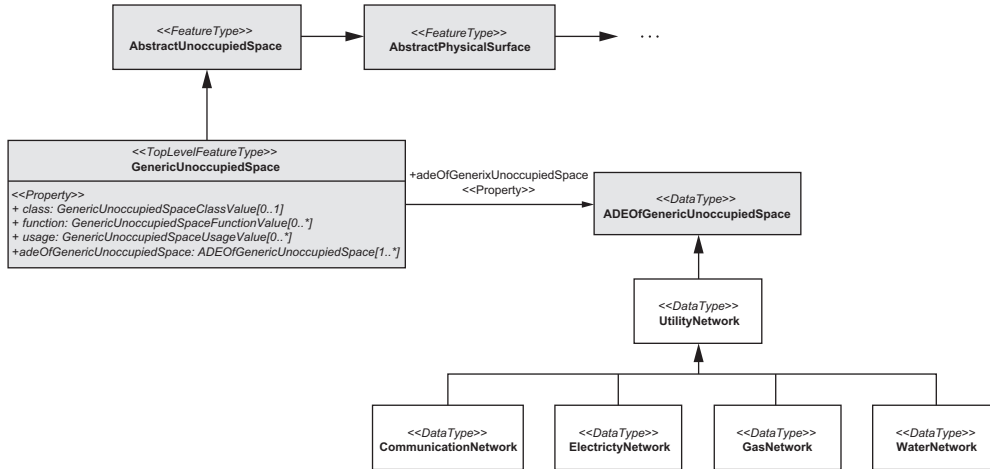 <<FeatureType>>
AbstractUnoccupiedSpace
<<FeatureType>>
AbstractPhysicalSurface
...
<<TopLevelFeatureType>>
GenericUnoccupiedSpace
<<Property>>
+ class: GenericUnoccupiedSpaceClassValue[0..1]
+ function: GenericUnoccupiedSpaceFunctionValue[0..*]
+ usage: GenericUnoccupiedSpaceUsageValue[0..*]
+adeOfGenericUnoccupiedSpace: ADEOfGenericUnoccupiedSpace[1..*]
+adeOfGenerixUnoccupiedSpace
<<Property>>
<<DataType>>
ADEOfGenericUnoccupiedSpace
<<DataType>>
UtilityNetwork
<<DataType>>
CommunicationNetwork
<<DataType>>
ElectrictyNetwork
<<DataType>>
GasNetwork
<<DataType>>
WaterNetwork